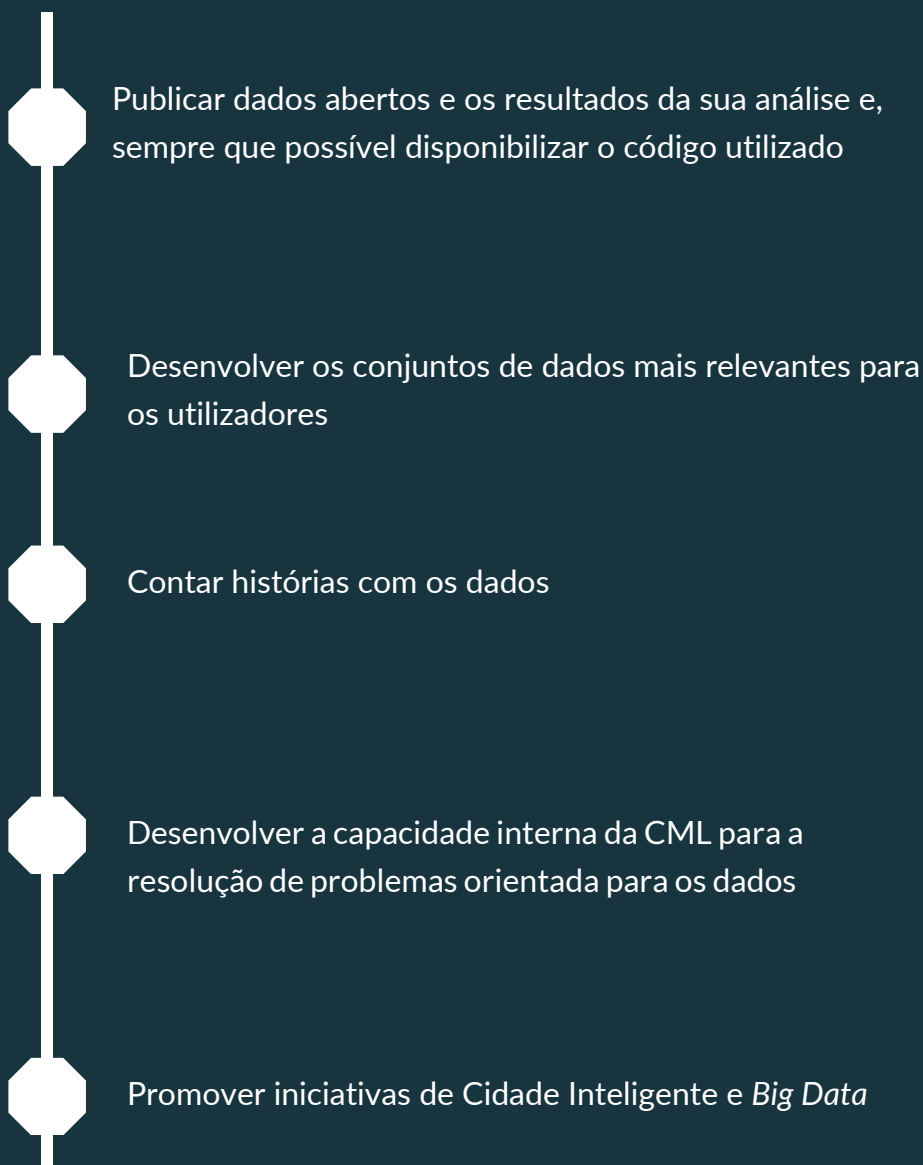 Publicar dados abertos e os resultados da sua análise e,
sempre que possível disponibilizar o código utilizado
Desenvolver os conjuntos de dados mais relevantes para
os utilizadores
Contar histórias com os dados
Desenvolver a capacidade interna da CML para a
resolução de problemas orientada para os dados
Promover iniciativas de Cidade Inteligente e Big Data